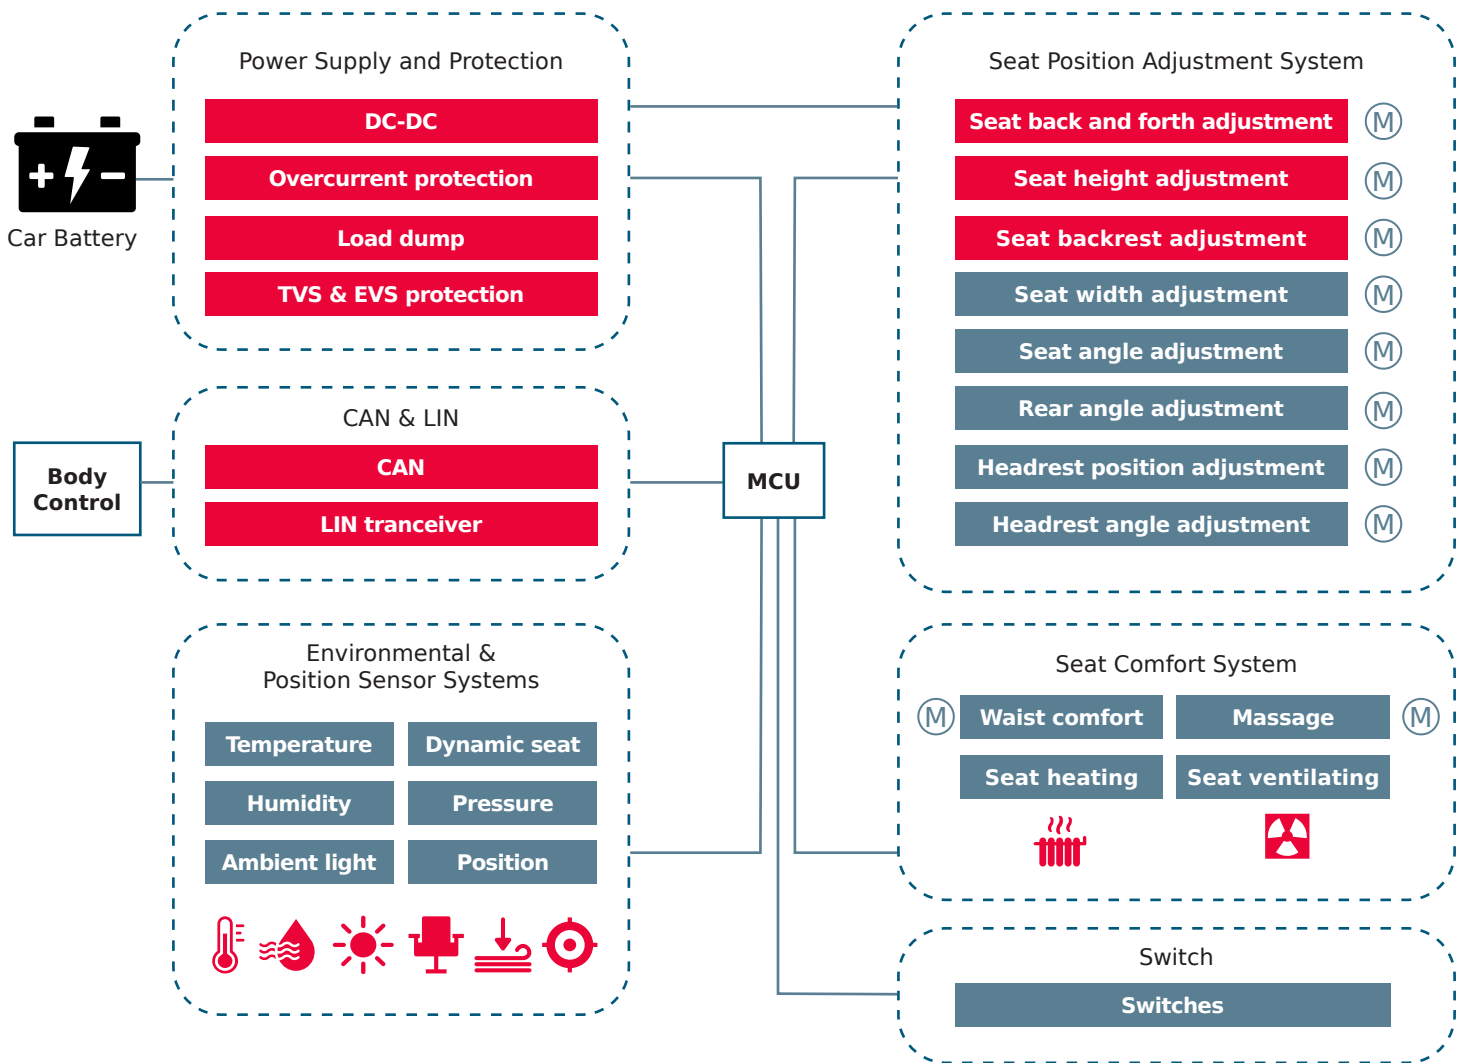 Power Supply and Protection
DC-DC
Overcurrent protection
Load dump
TVS & EVS protection
Car Battery
CAN & LIN
CAN
LIN tranceiver
Body
Control
MCU
Environmental &
Position Sensor Systems
Temperature
Dynamic seat
Humidity
Pressure
Ambient light
Position
Seat Position Adjustment System
Seat back and forth adjustment M
Seat height adjustment M
Seat backrest adjustment M
Seat width adjustment M
Seat angle adjustment M
Rear angle adjustment M
Headrest position adjustment M
Headrest angle adjustment M
Seat Comfort System
M Waist comfort
Massage M
Seat heating
Seat ventilating
Switch
Switches